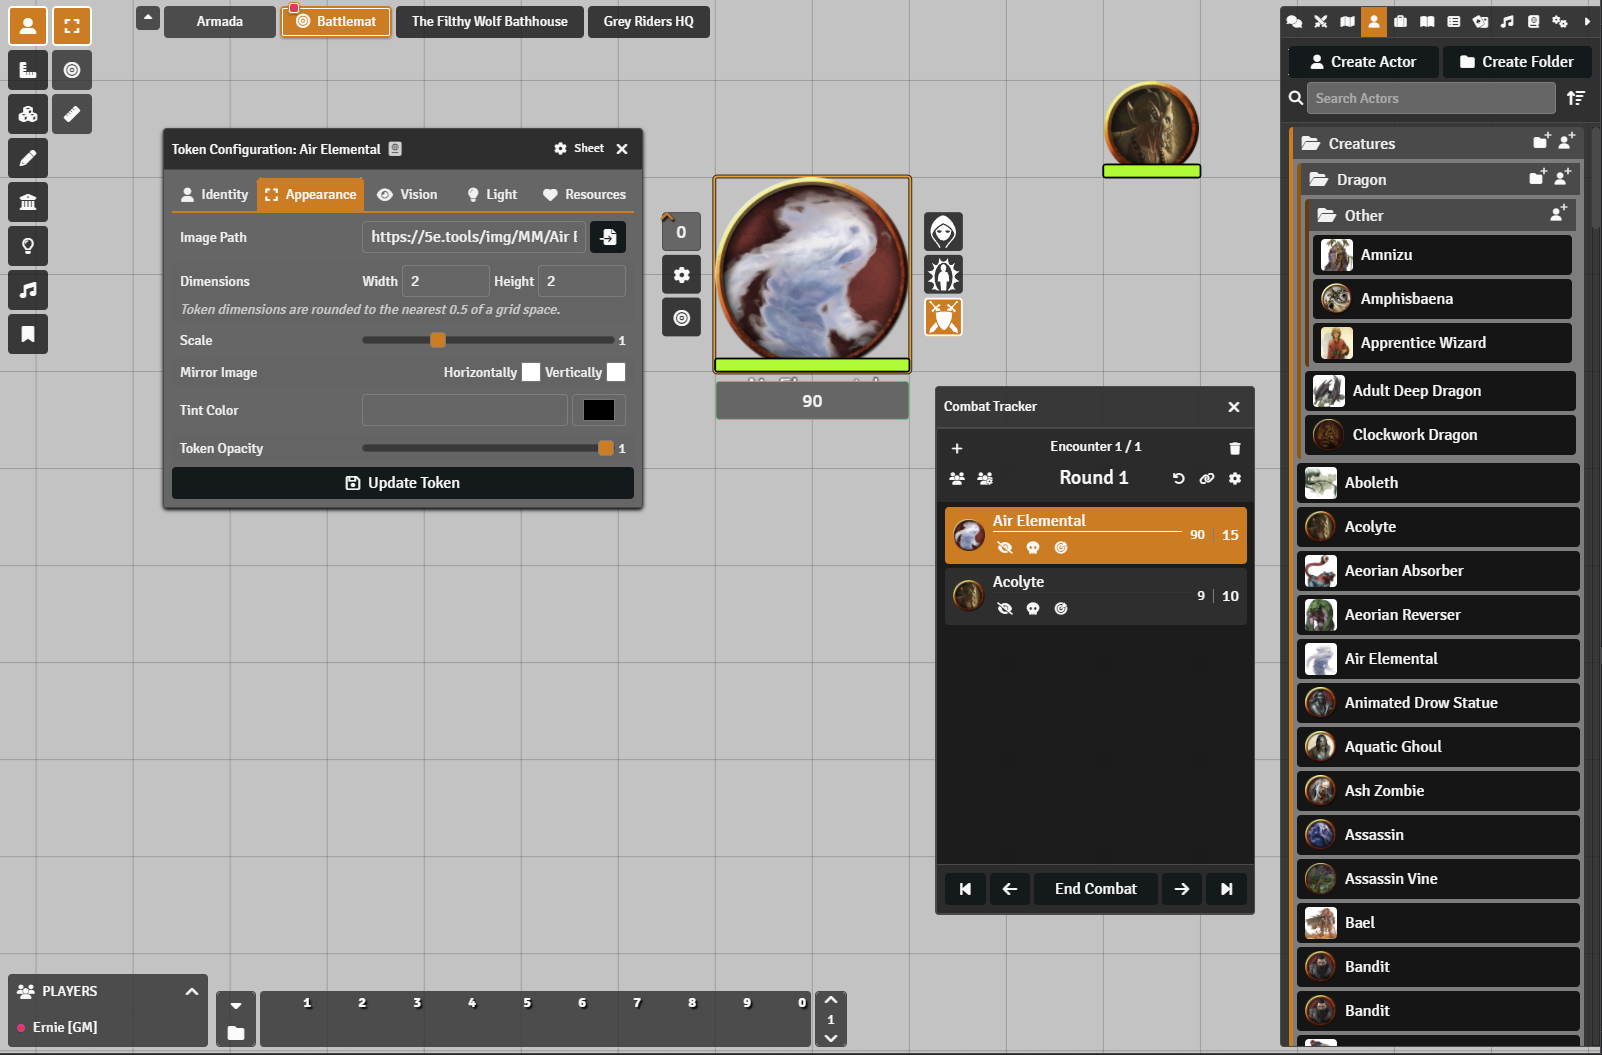 Armada
Battlemat
The Filthy Wolf Bathhouse
Grey Riders HQ
Create Actor
Create Folder
Search Actors
Creatures
Dragon
Other
Amnizu
Amphisbaena
Apprentice Wizard
Adult Deep Dragon
Clockwork Dragon
Aboleth
Acolyte
Aeorian Absorber
Aeorian Reverser
Air Elemental
Animated Drow Statue
Aquatic Ghoul
Ash Zombie
Assassin
Assassin Vine
Bael
Bandit
Bandit
Token Configuration: Air Elemental
Sheet
Identity
Appearance
Vision
Light
Resources
Image Path
https://5e.tools/img/MM/Air E
Dimensions
Width 2 Height 2
Token dimensions are rounded to the nearest 0.5 of a grid space.
Scale
1
Mirror Image
Horizontally
Vertically
Tint Color
Token Opacity
1
Update Token
0
90
Combat Tracker
Encounter 1 / 1
Round 1
Air Elemental
90 15
Acolyte
9 10
End Combat
PLAYERS
Ernie [GM]
1 2 3 4 5 6 7 8 9 0
1